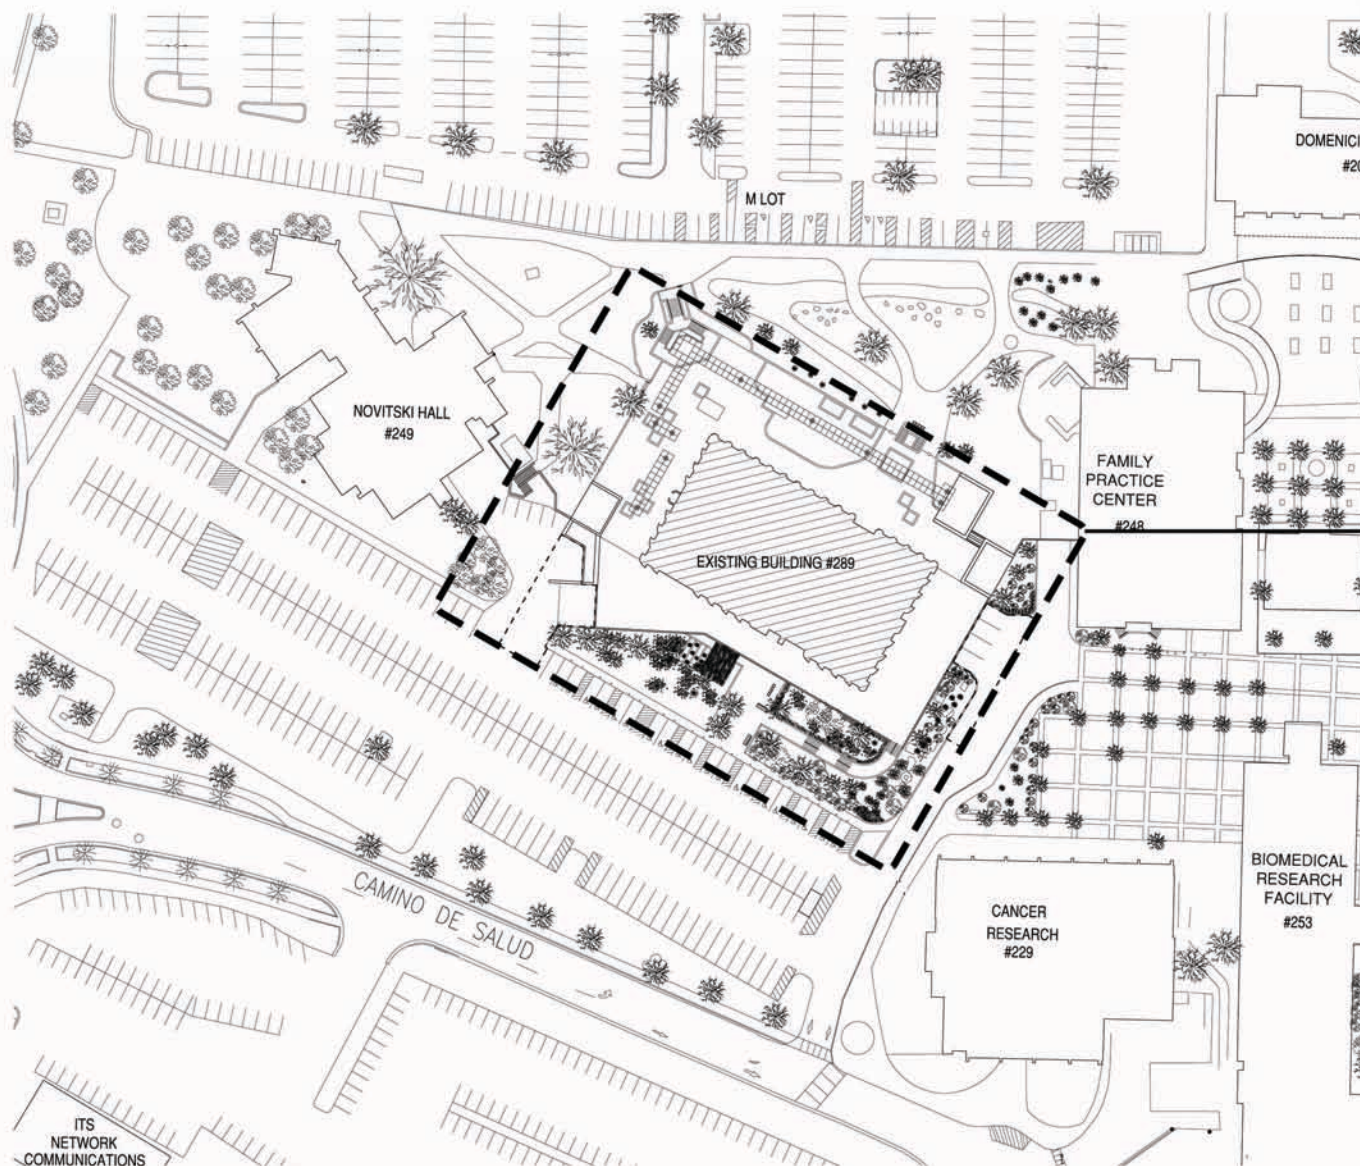 DOMENICI
M LOT
NOVITSKI HALL
#249
FAMILY
PRACTICE
CENTER
#248
EXISTING BUILDING #289
BIOMEDICAL
RESEARCH
FACILITY
#253
CANCER
RESEARCH
#229
CAMINO DE SALUD
ITS
NETWORK
COMMUNICATIONS